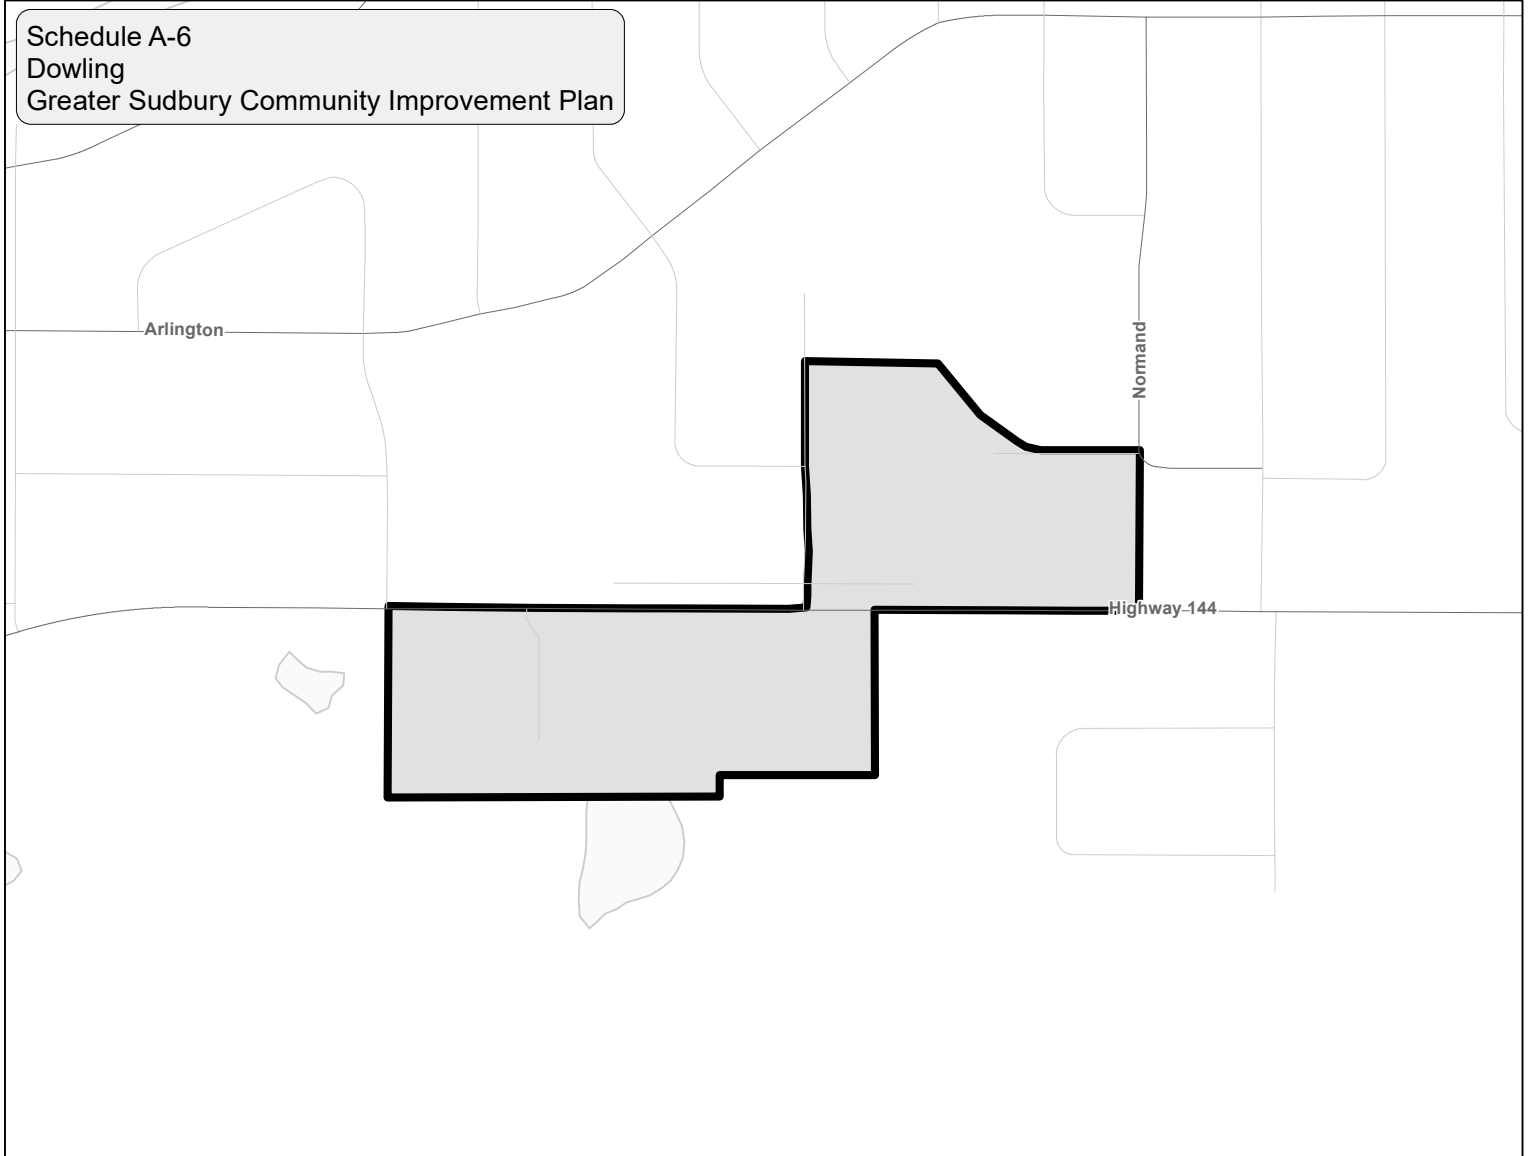 Schedule A-6
Dowling
Greater Sudbury Community Improvement Plan
Arlington
Normand
Highway 144